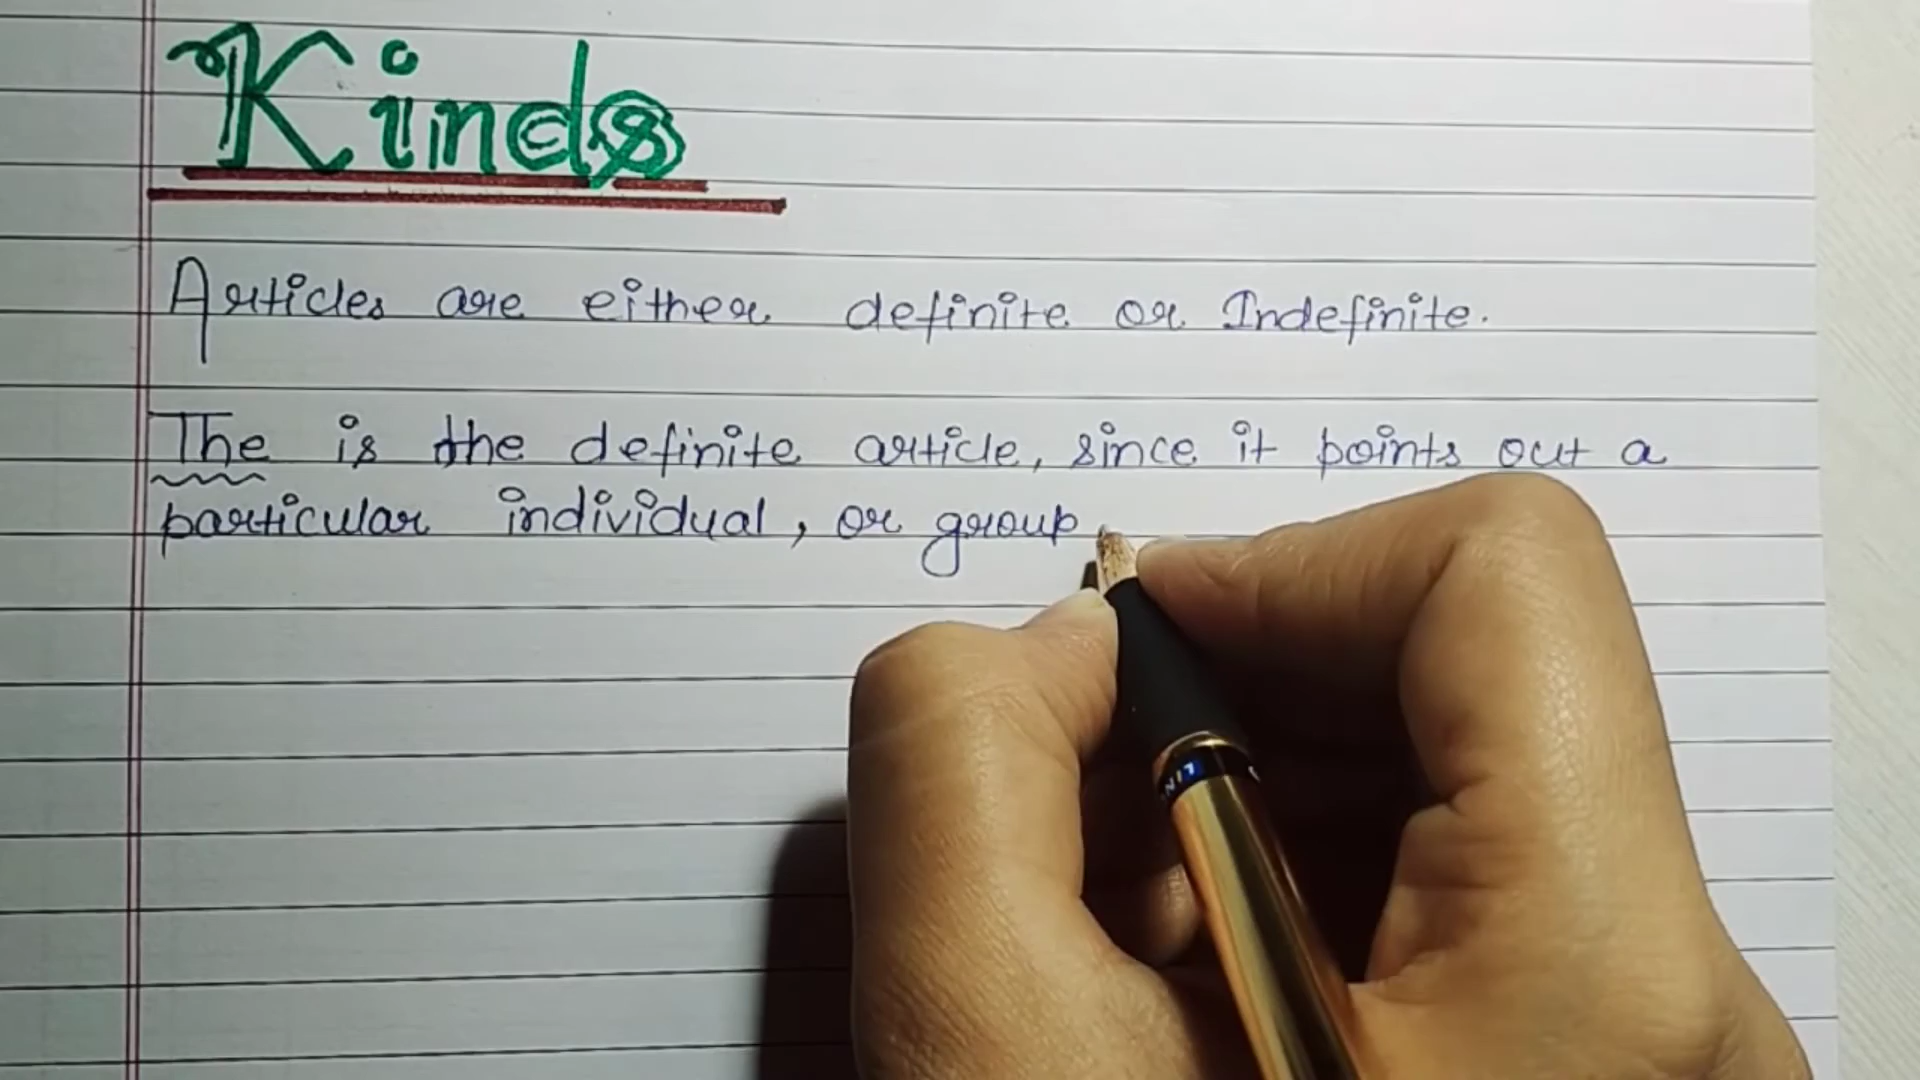 Kinds
Articles are either definite or Indefinite.
The is the definite article, since it points out a
particular individual, or group